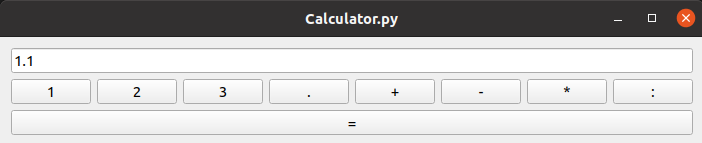 Calculator.py
1.1
1 2 3 . + - * :
=